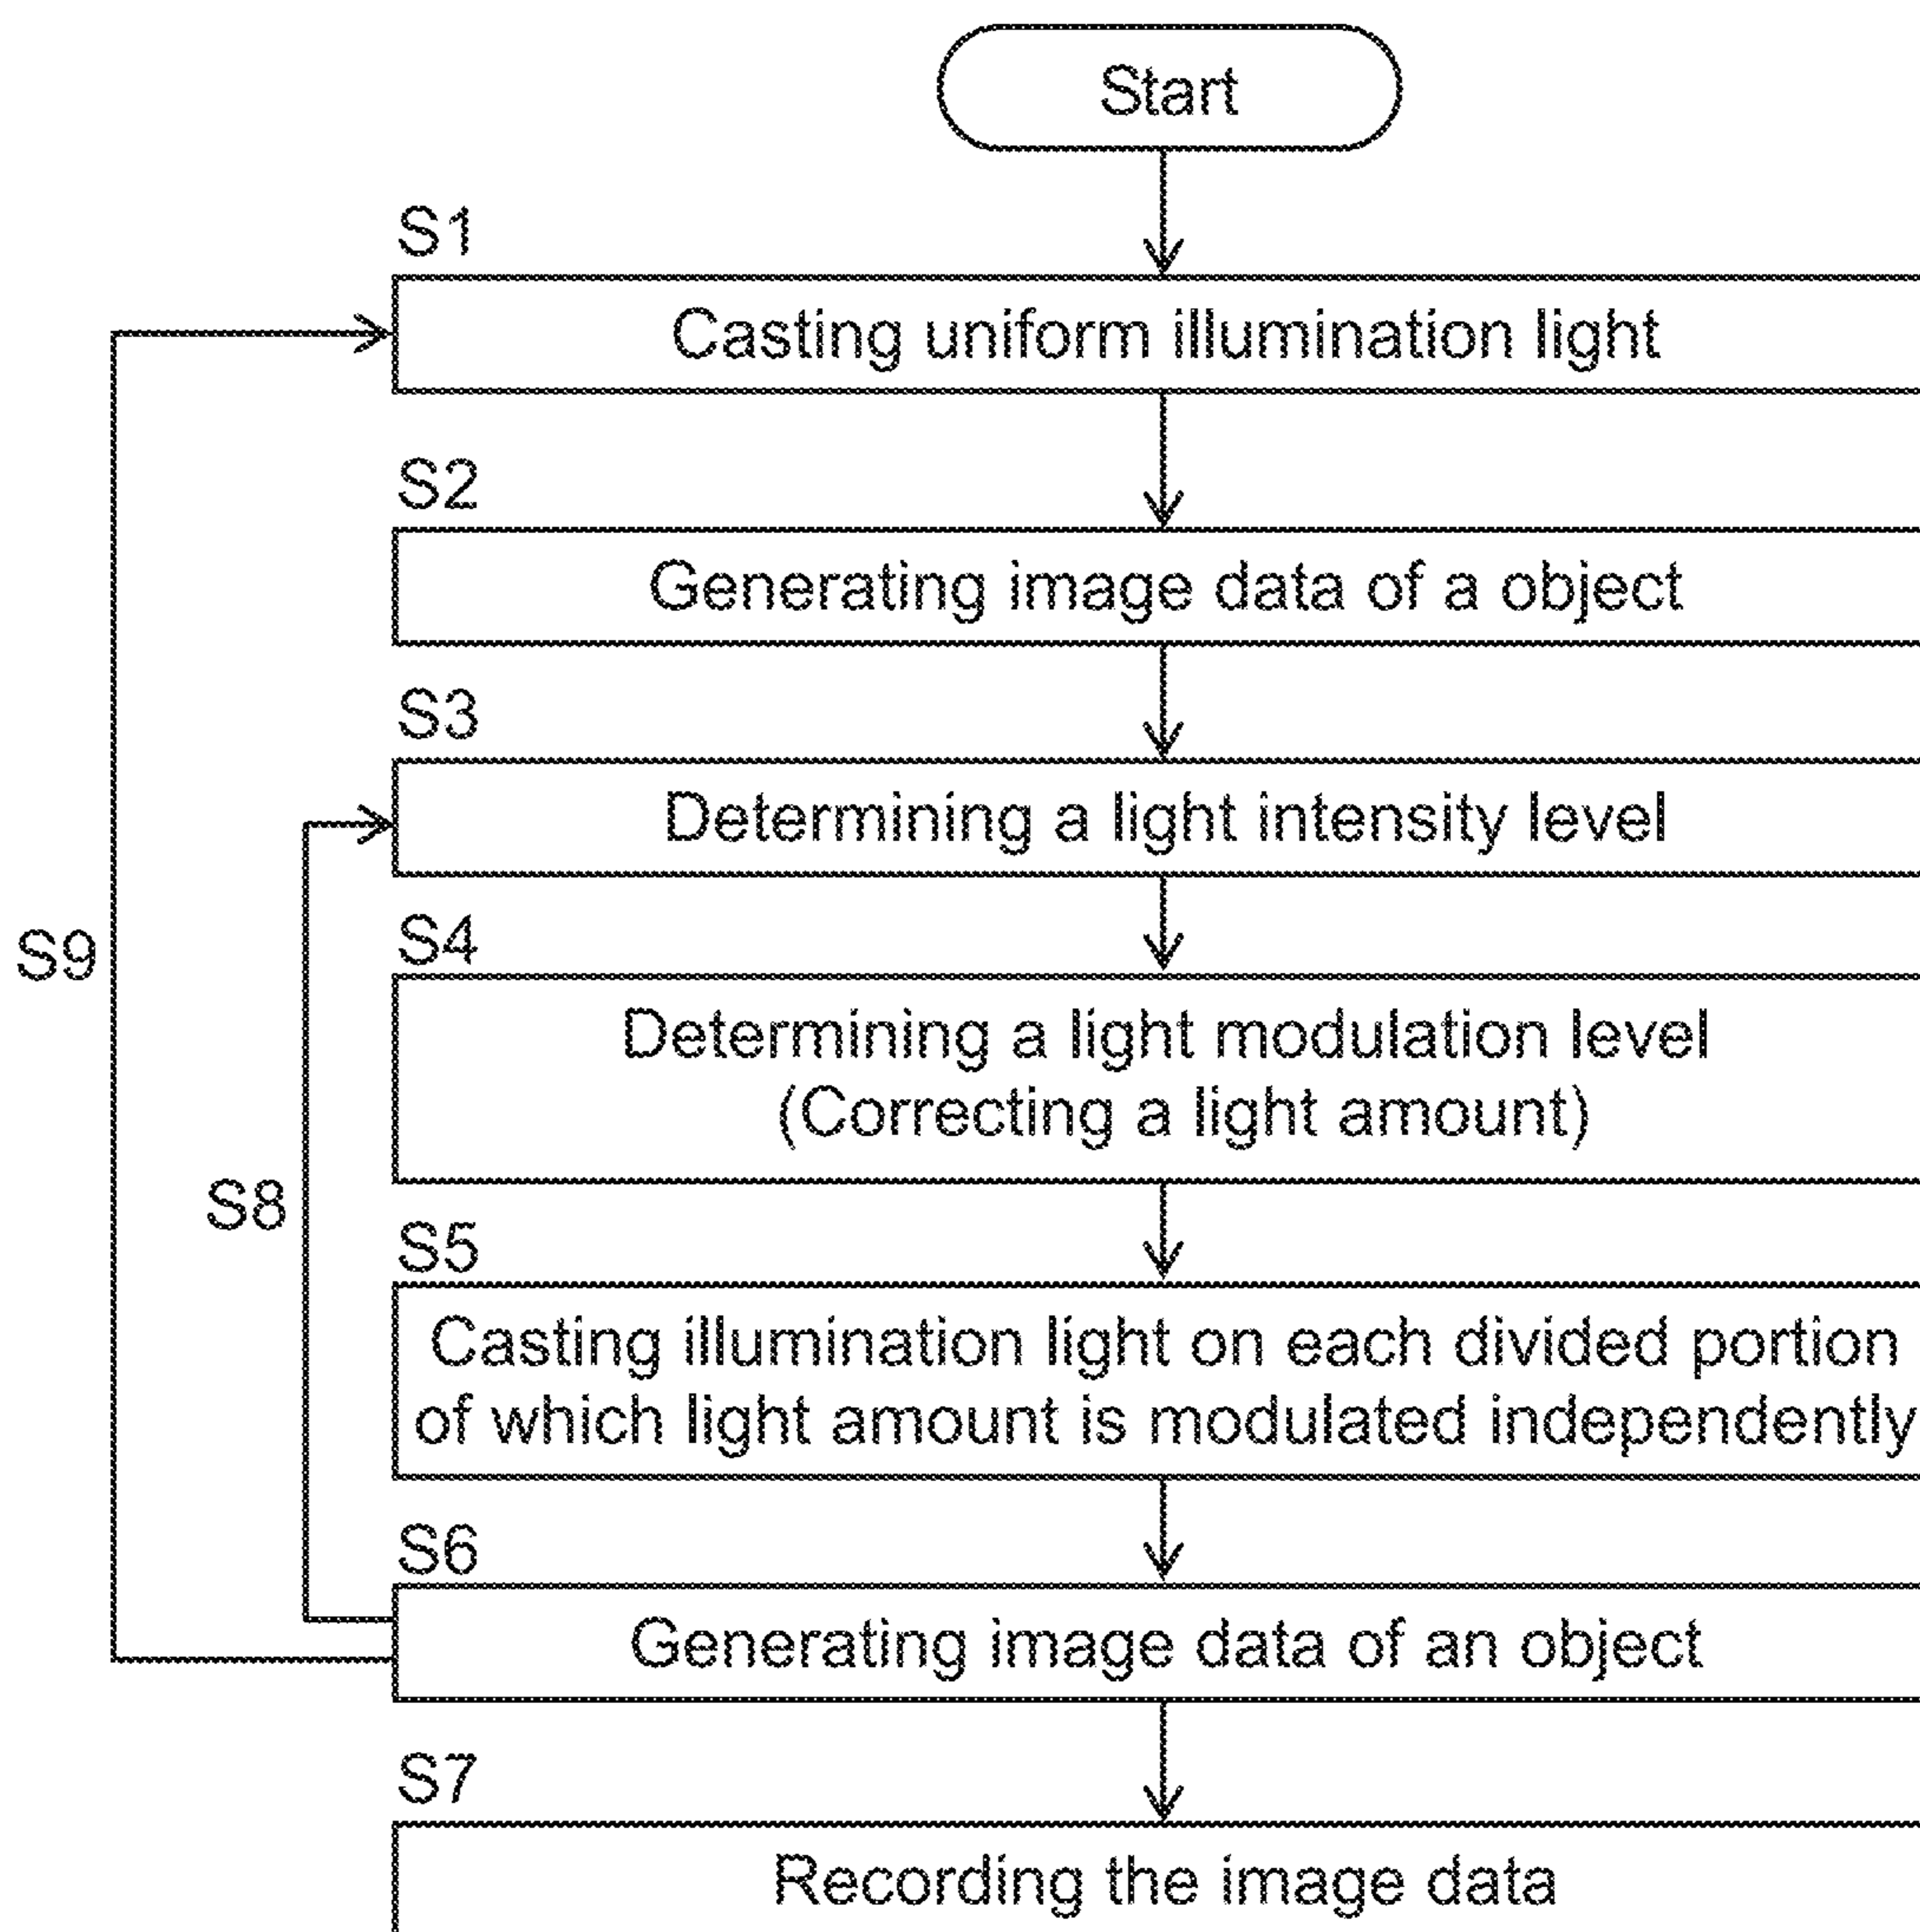 Start
S1
Casting uniform illumination light
S2
Generating image data of a object
S3
Determining a light intensity level
S9
S4
Determining a light modulation level
(Correcting a light amount)
S8
S5
Casting illumination light on each divided portion
of which light amount is modulated independently
S6
Generating image data of an object
S7
Recording the image data